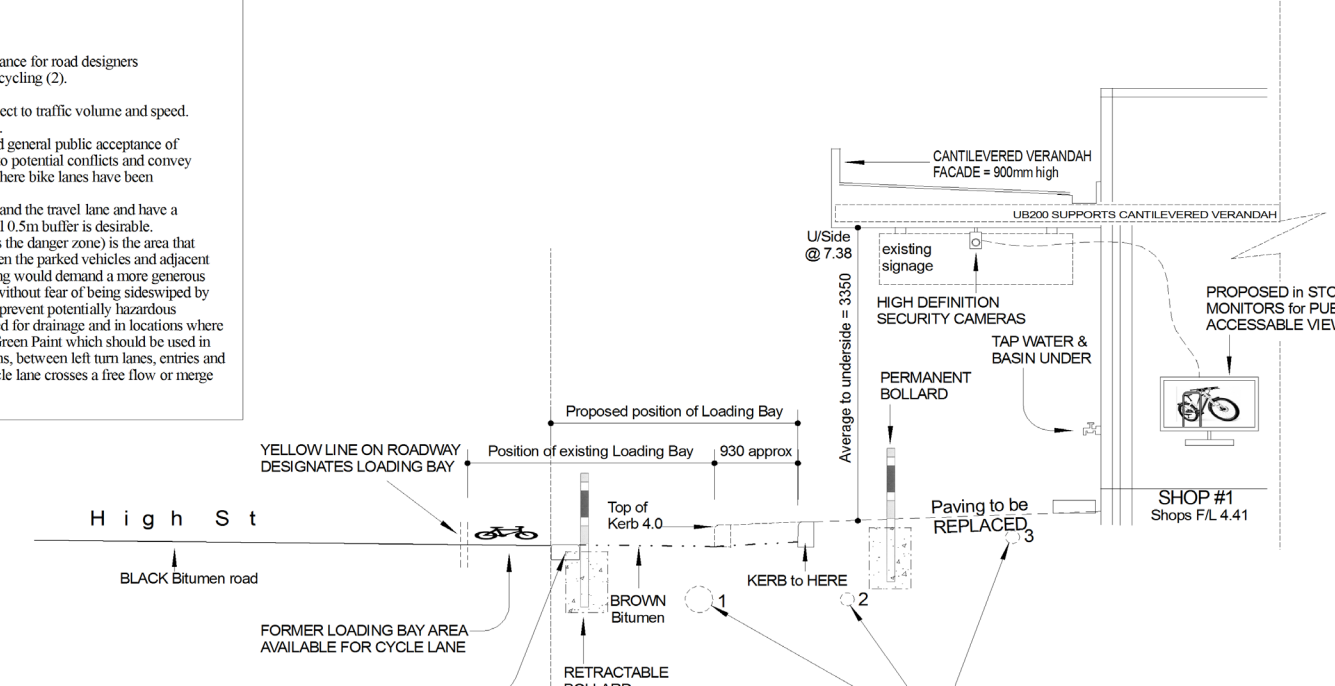 ance for road designers
cycling (2).
ect to traffic volume and speed.
d general public acceptance of
to potential conflicts and convey
here bike lanes have been
and the travel lane and have a
l 0.5m buffer is desirable.
s the danger zone) is the area that
en the parked vehicles and adjacent
ng would demand a more generous
without fear of being sideswiped by
prevent potentially hazardous
ed for drainage and in locations where
Green Paint which should be used in
ns, between left turn lanes, entries and
cle lane crosses a free flow or merge
CANTILEVERED VERANDAH
FACADE = 900mm high
UB200 SUPPORTS CANTILEVERED VERANDAH
U/Side
@ 7.38
existing
signage
HIGH DEFINITION
SECURITY CAMERAS
PROPOSED in STO
MONITORS for PUB
ACCESSABLE VIEW
Average to underside = 3350
TAP WATER &
BASIN UNDER
PERMANENT
BOLLARD
Proposed position of Loading Bay
Position of existing Loading Bay
930 approx
YELLOW LINE ON ROADWAY
DESIGNATES LOADING BAY
High St
Top of
Kerb 4.0
Paving to be
REPLACED
SHOP #1
Shops F/L 4.41
BLACK Bitumen road
KERB to HERE
BROWN
Bitumen
1
2
3
FORMER LOADING BAY AREA
AVAILABLE FOR CYCLE LANE
RETRACTABLE
BOLLARD